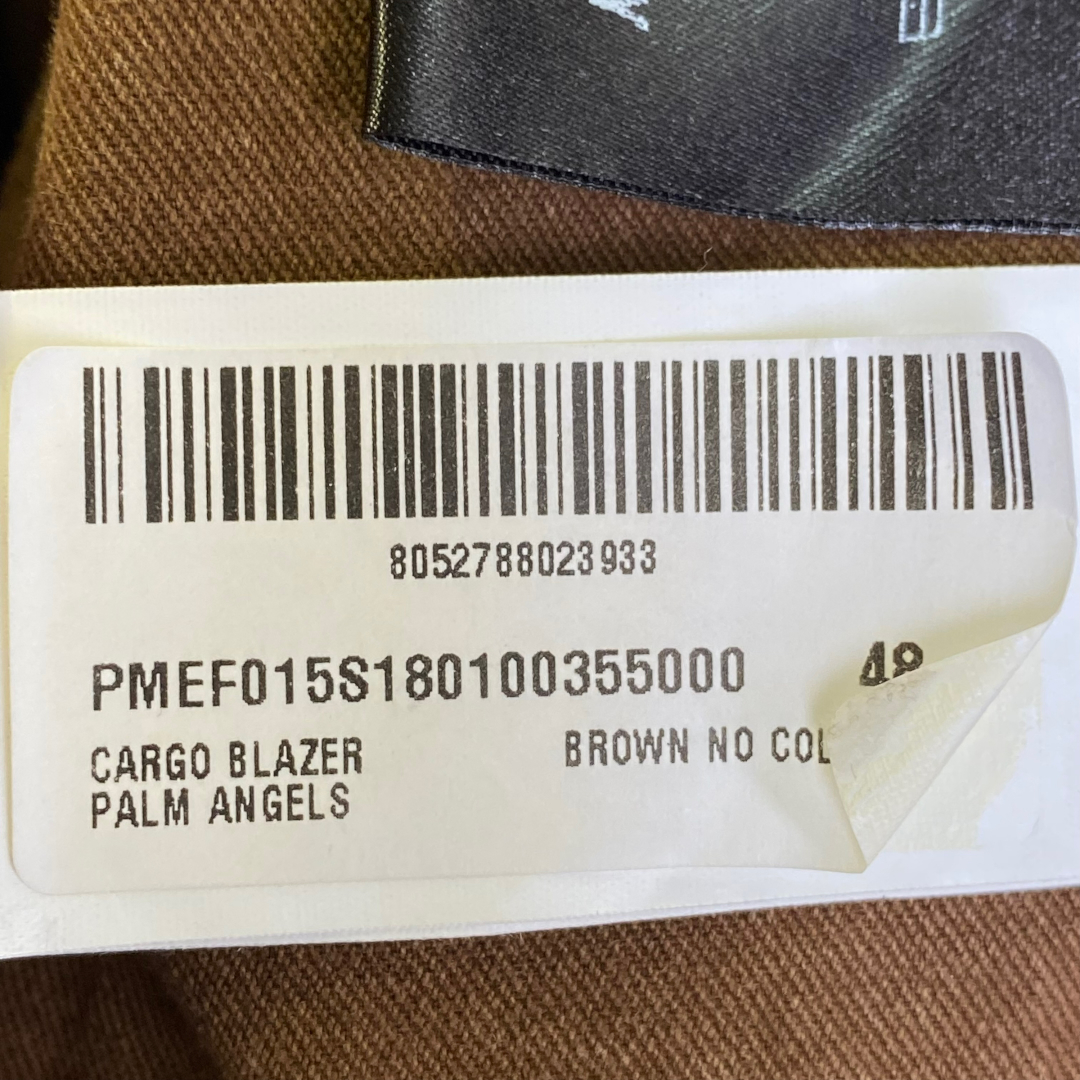 8052788023933
PMEF015S180100355000 48
CARGO BLAZER BROWN NO COL
PALM ANGELS